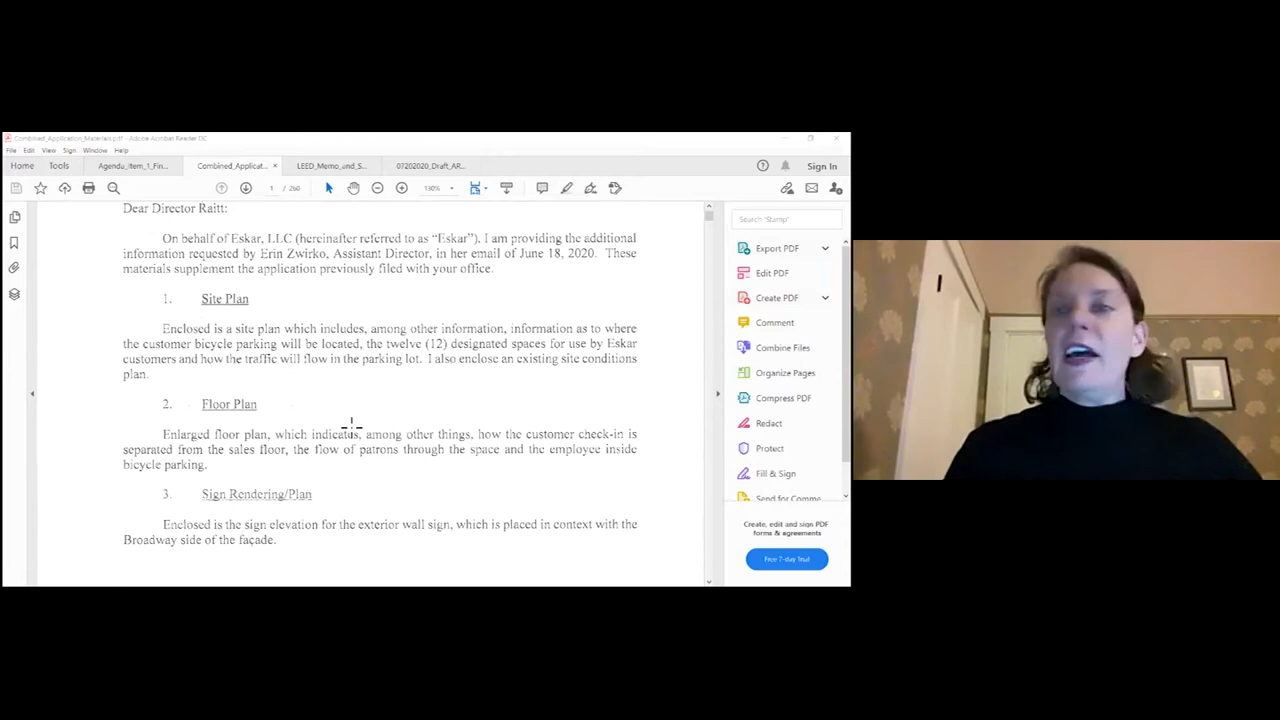 Combined_Application_Materials.pdf - Adobe Acrobat Reader DC
File Edit View Sign Window Help
Home Tools Agenda_Item_1_Fin... Combined_Applicat... × LEED_Memo_and_S... 07202020_Draft_AR... Sign In
1 / 260 130%
Dear Director Raitt:
On behalf of Eskar, LLC (hereinafter referred to as “Eskar”). I am providing the additional
information requested by Erin Zwirko, Assistant Director, in her email of June 18, 2020. These
materials supplement the application previously filed with your office.
1. Site Plan
Enclosed is a site plan which includes, among other information, information as to where
the customer bicycle parking will be located, the twelve (12) designated spaces for use by Eskar
customers and how the traffic will flow in the parking lot. I also enclose an existing site conditions
plan.
2. Floor Plan
Enlarged floor plan, which indicates, among other things, how the customer check-in is
separated from the sales floor, the flow of patrons through the space and the employee inside
bicycle parking.
3. Sign Rendering/Plan
Enclosed is the sign elevation for the exterior wall sign, which is placed in context with the
Broadway side of the façade.
Search 'Stamp'
Export PDF
Edit PDF
Create PDF
Comment
Combine Files
Organize Pages
Compress PDF
Redact
Protect
Fill & Sign
Send for Comme...
Create, edit and sign PDF
forms & agreements
Free 7-day Trial